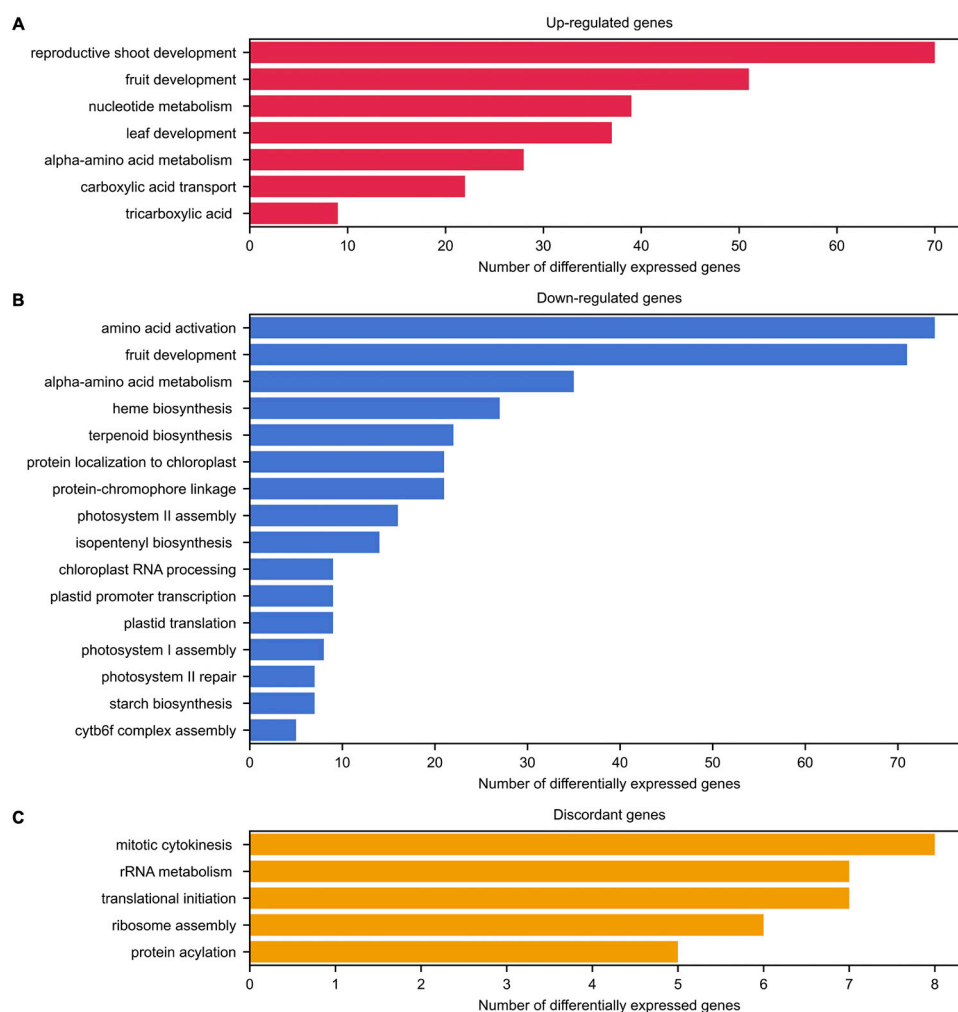 A
Up-regulated genes
reproductive shoot development
fruit development
nucleotide metabolism
leaf development
alpha-amino acid metabolism
carboxylic acid transport
tricarboxylic acid
0 10 20 30 40 50 60 70
Number of differentially expressed genes
B
Down-regulated genes
amino acid activation
fruit development
alpha-amino acid metabolism
heme biosynthesis
terpenoid biosynthesis
protein localization to chloroplast
protein-chromophore linkage
photosystem II assembly
isopentenyl biosynthesis
chloroplast RNA processing
plastid promoter transcription
plastid translation
photosystem I assembly
photosystem II repair
starch biosynthesis
cytb6f complex assembly
0 10 20 30 40 50 60 70
Number of differentially expressed genes
C
Discordant genes
mitotic cytokinesis
rRNA metabolism
translational initiation
ribosome assembly
protein acylation
0 1 2 3 4 5 6 7 8
Number of differentially expressed genes